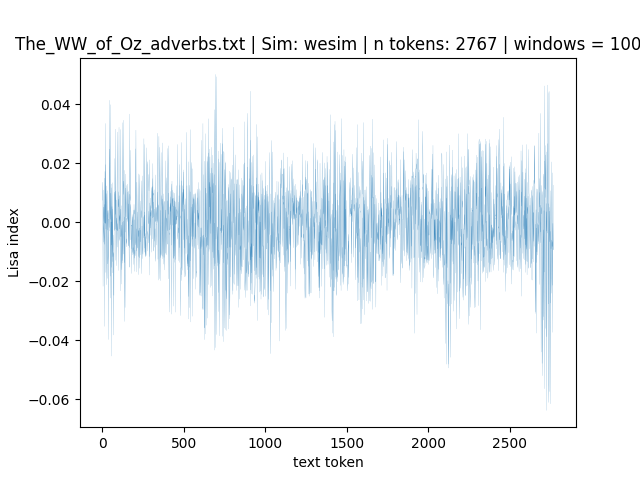 The_WW_of_Oz_adverbs.txt | Sim: wesim | n tokens: 2767 | windows = 100
0.04
0.02
0.00
−0.02
−0.04
−0.06
Lisa index
0 500 1000 1500 2000 2500
text token